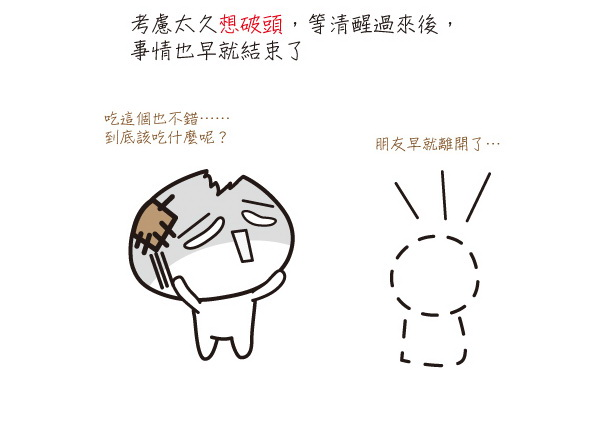 考慮太久想破頭，等清醒過來後，
事情也早就結束了
吃這個也不錯⋯⋯
到底該吃什麼呢？
朋友早就離開了⋯